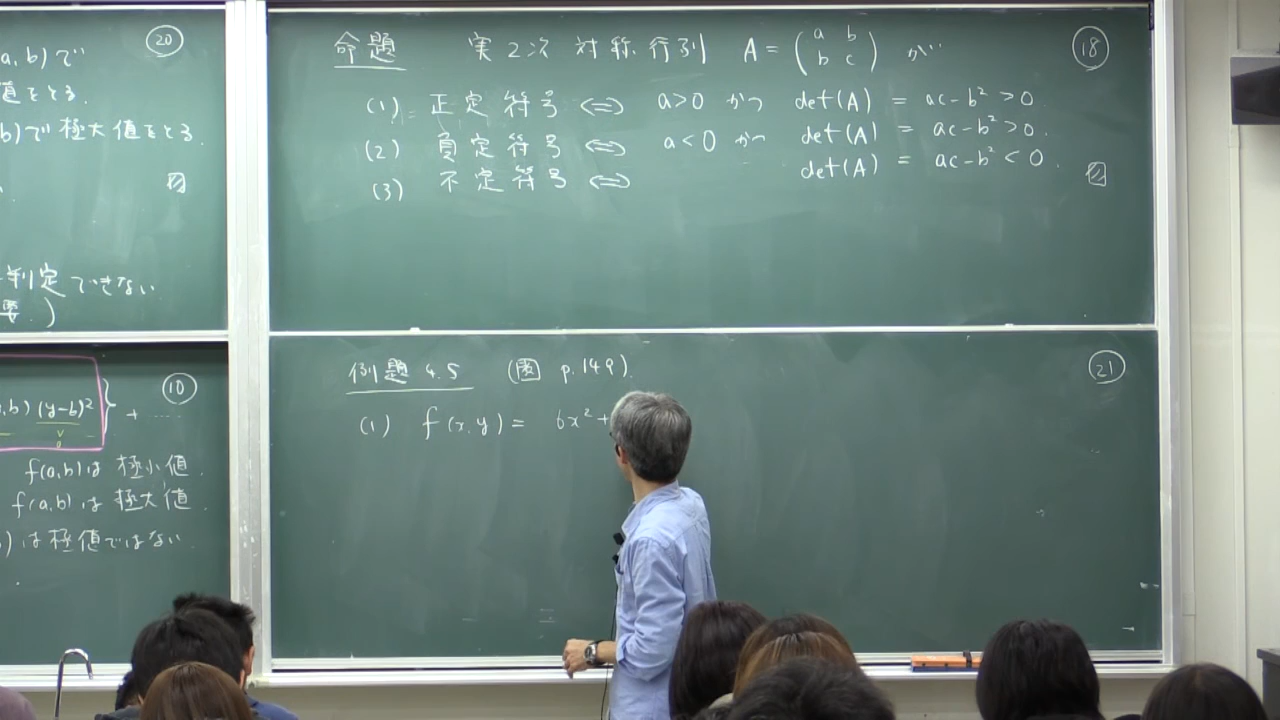 a, b) で
値をとる.
b) で極大値をとる.
判定できない
要.)
20
命題 実2次対称行列 A = (a b
b c) が
18
(1) 正定符号 ⇔ a>0 かつ det(A) = ac-b² >0
(2) 負定符号 ⇔ a<0 かつ det(A) = ac-b² >0.
(3) 不定符号 ⇔ det(A) = ac-b² < 0.
, b) (y-b)² } + ....
10
f(a,b) は 極小値.
f(a,b) は 極大値.
) は極値ではない
例題 4.5 (図 p.149).
21
(1) f(x,y) = 6x² +